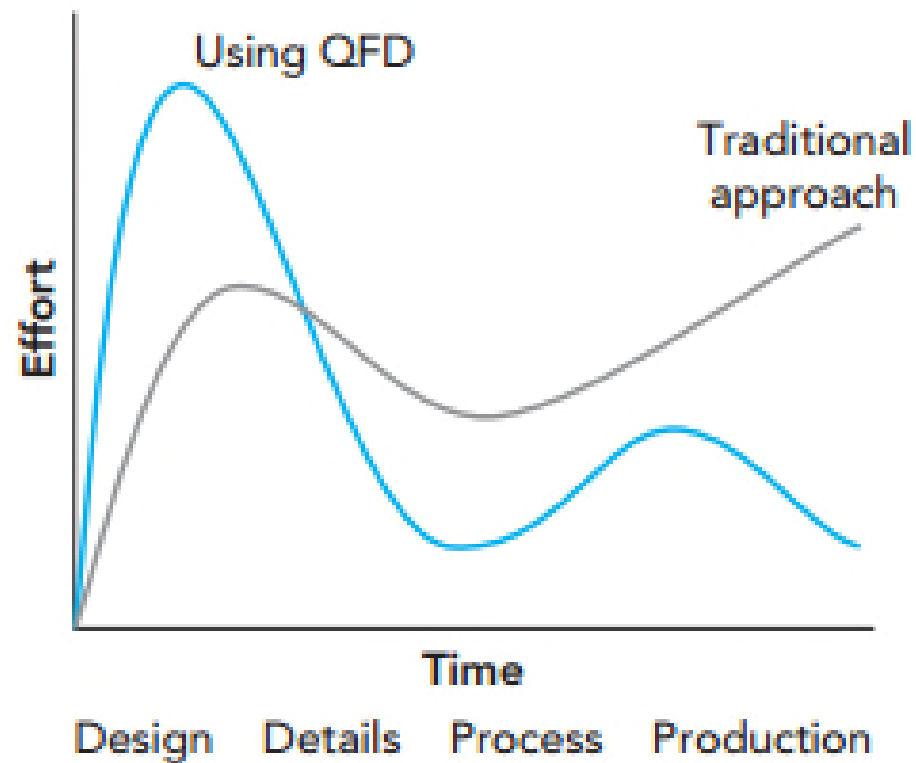 Using QFD
Traditional
approach
Effort
Time
Design Details Process Production